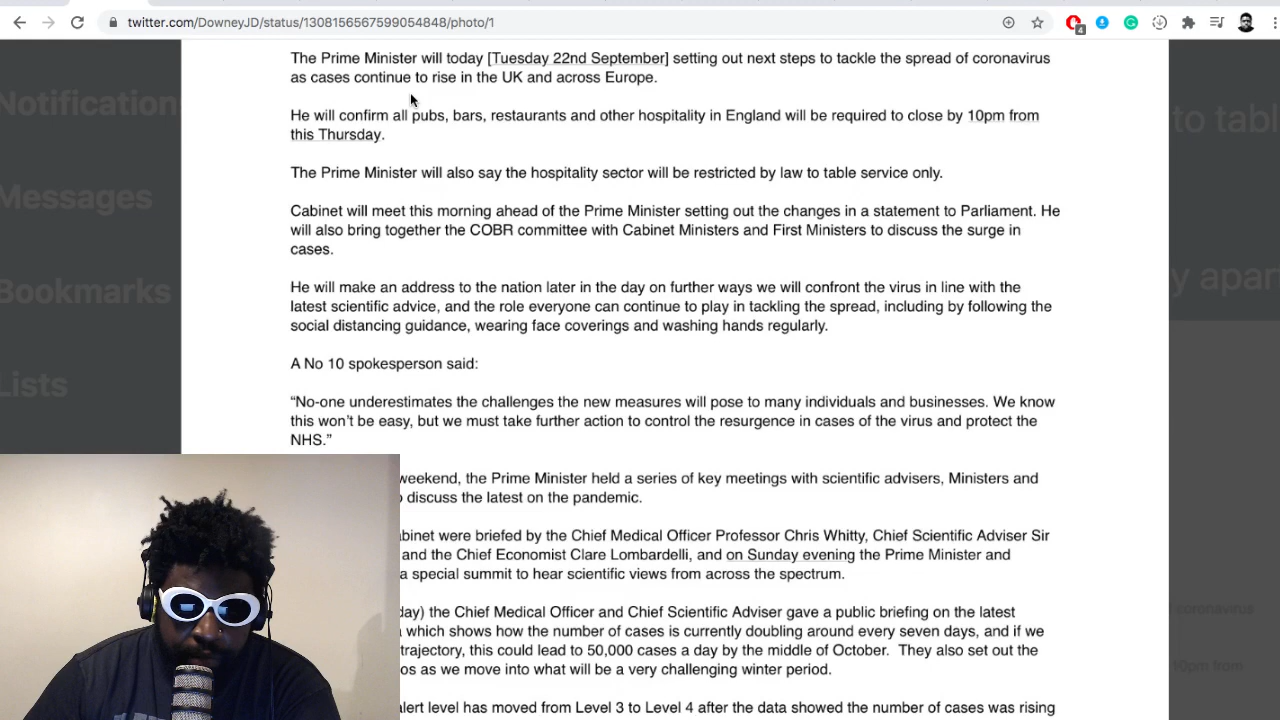 twitter.com/DowneyJD/status/1308156567599054848/photo/1
4
The Prime Minister will today [Tuesday 22nd September] setting out next steps to tackle the spread of coronavirus
as cases continue to rise in the UK and across Europe.
Notification
to tabl
He will confirm all pubs, bars, restaurants and other hospitality in England will be required to close by 10pm from
this Thursday.
The Prime Minister will also say the hospitality sector will be restricted by law to table service only.
Messages
Cabinet will meet this morning ahead of the Prime Minister setting out the changes in a statement to Parliament. He
will also bring together the COBR committee with Cabinet Ministers and First Ministers to discuss the surge in
cases.
y apar
Bookmarks
He will make an address to the nation later in the day on further ways we will confront the virus in line with the
latest scientific advice, and the role everyone can continue to play in tackling the spread, including by following the
social distancing guidance, wearing face coverings and washing hands regularly.
A No 10 spokesperson said:
Lists
“No-one underestimates the challenges the new measures will pose to many individuals and businesses. We know
this won’t be easy, but we must take further action to control the resurgence in cases of the virus and protect the
NHS.”
weekend, the Prime Minister held a series of key meetings with scientific advisers, Ministers and
discuss the latest on the pandemic.
binet were briefed by the Chief Medical Officer Professor Chris Whitty, Chief Scientific Adviser Sir
and the Chief Economist Clare Lombardelli, and on Sunday evening the Prime Minister and
a special summit to hear scientific views from across the spectrum.
day) the Chief Medical Officer and Chief Scientific Adviser gave a public briefing on the latest
which shows how the number of cases is currently doubling around every seven days, and if we
trajectory, this could lead to 50,000 cases a day by the middle of October. They also set out the
os as we move into what will be a very challenging winter period.
coronavirus
10pm from
alert level has moved from Level 3 to Level 4 after the data showed the number of cases was rising